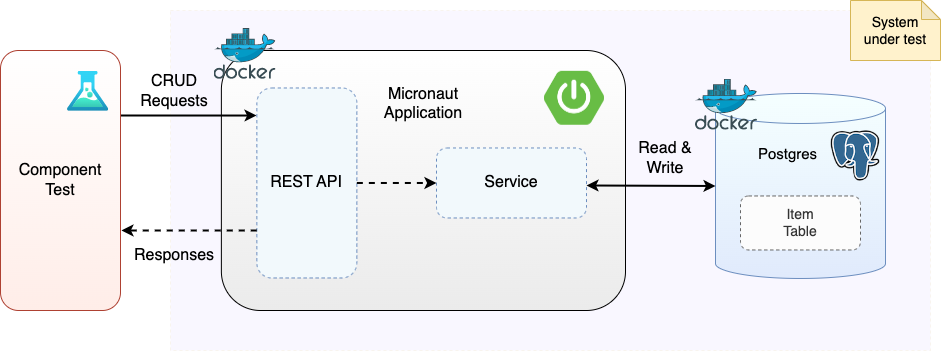 System
under test
docker
CRUD
Requests
Micronaut
Application
docker
Component
Test
REST API
Service
Read &
Write
Postgres
Item
Table
Responses